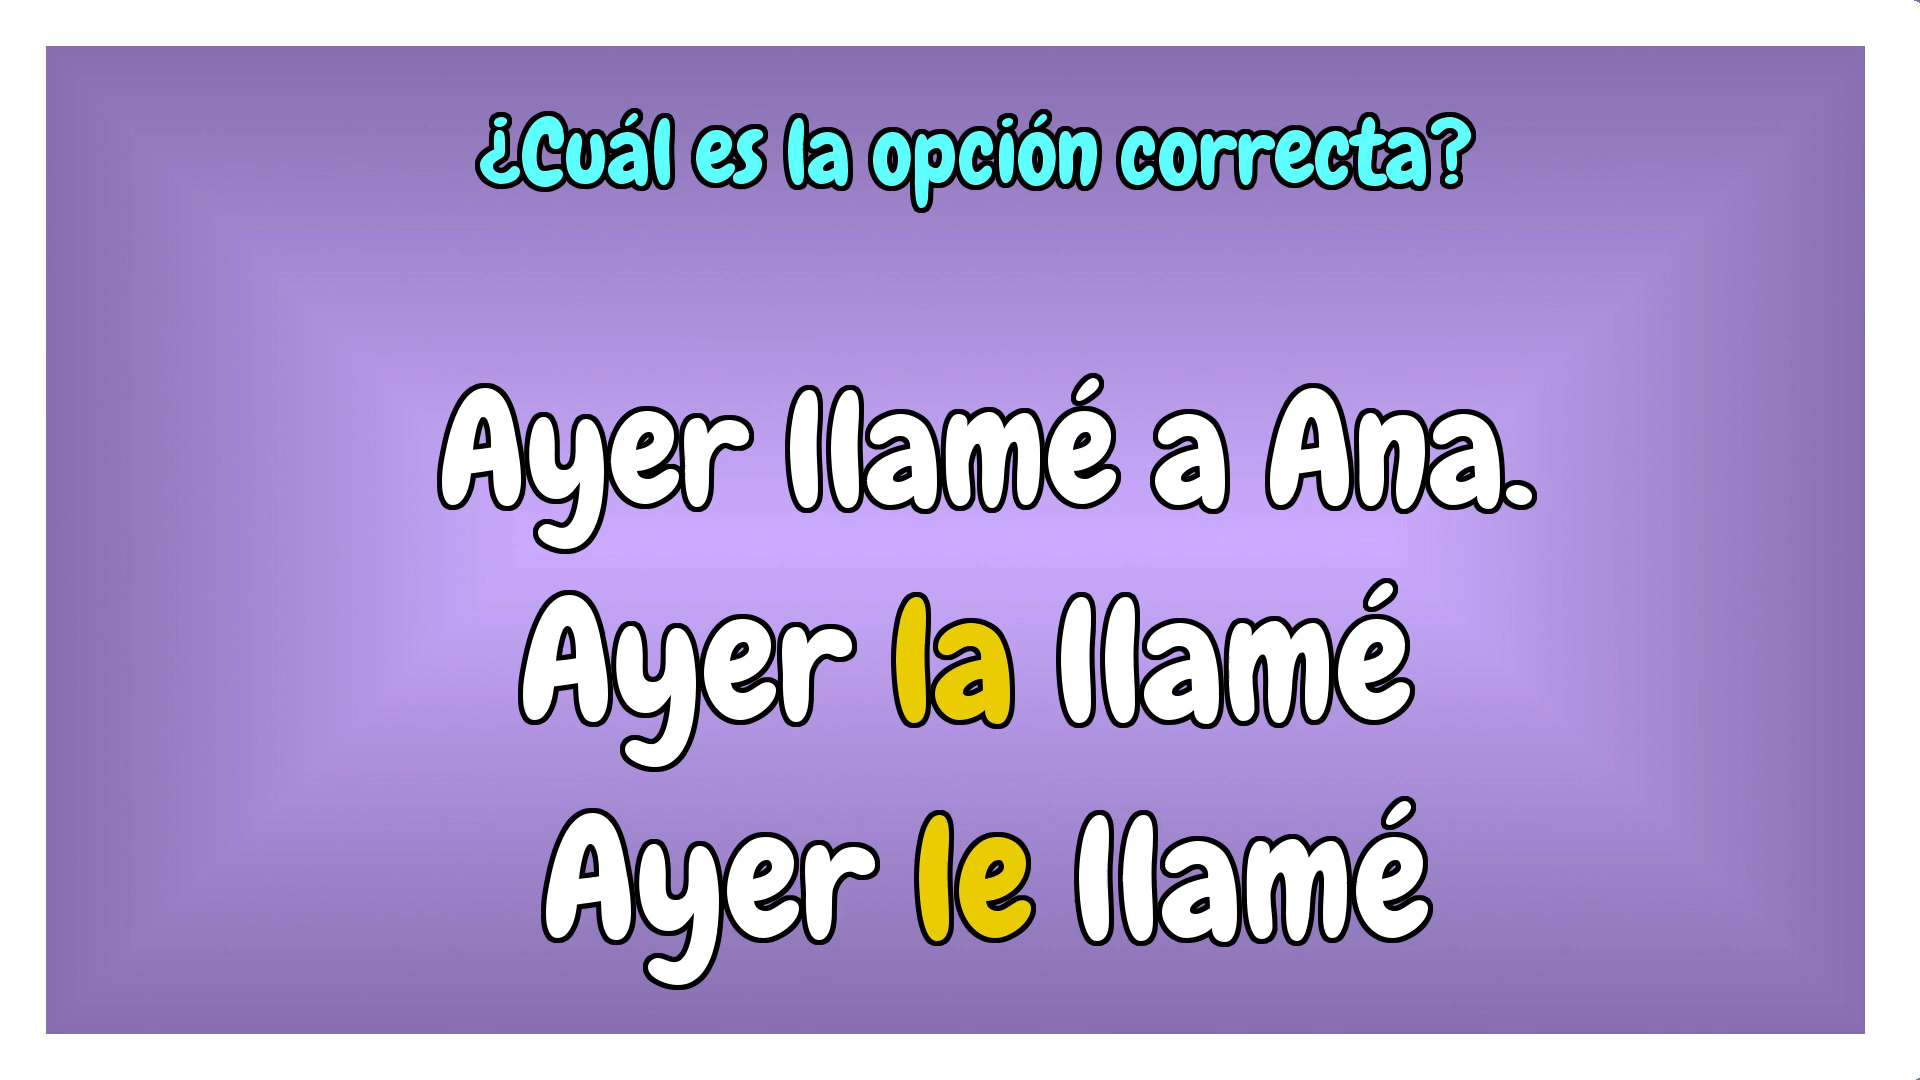 ¿Cuál es la opción correcta?
Ayer llamé a Ana.
Ayer la llamé
Ayer le llamé